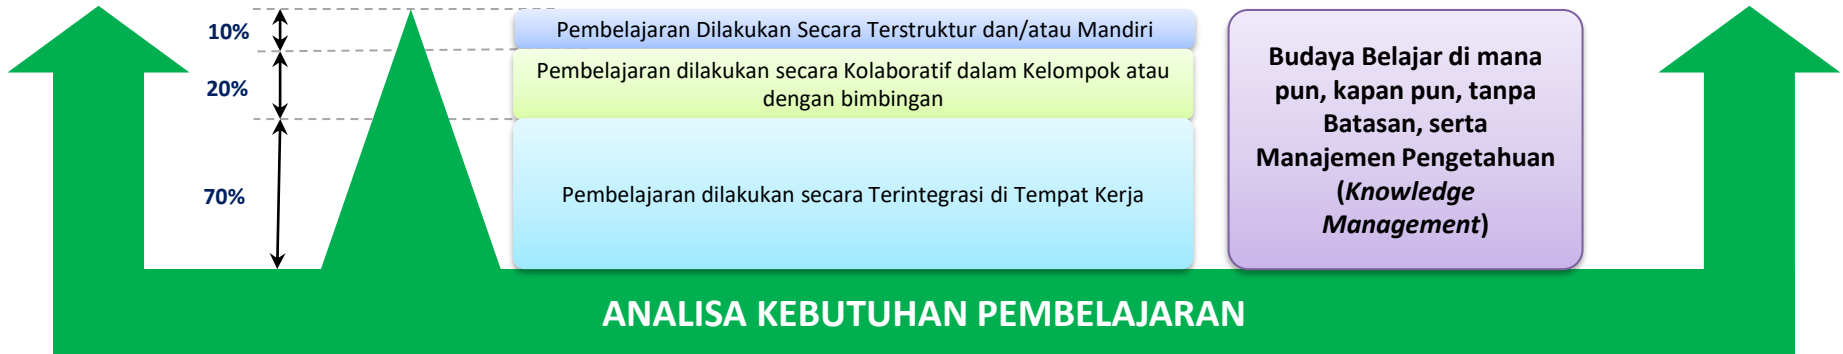 10%
Pembelajaran Dilakukan Secara Terstruktur dan/atau Mandiri
20%
Pembelajaran dilakukan secara Kolaboratif dalam Kelompok atau
dengan bimbingan
70%
Pembelajaran dilakukan secara Terintegrasi di Tempat Kerja
Budaya Belajar di mana
pun, kapan pun, tanpa
Batasan, serta
Manajemen Pengetahuan
(Knowledge
Management)
ANALISA KEBUTUHAN PEMBELAJARAN